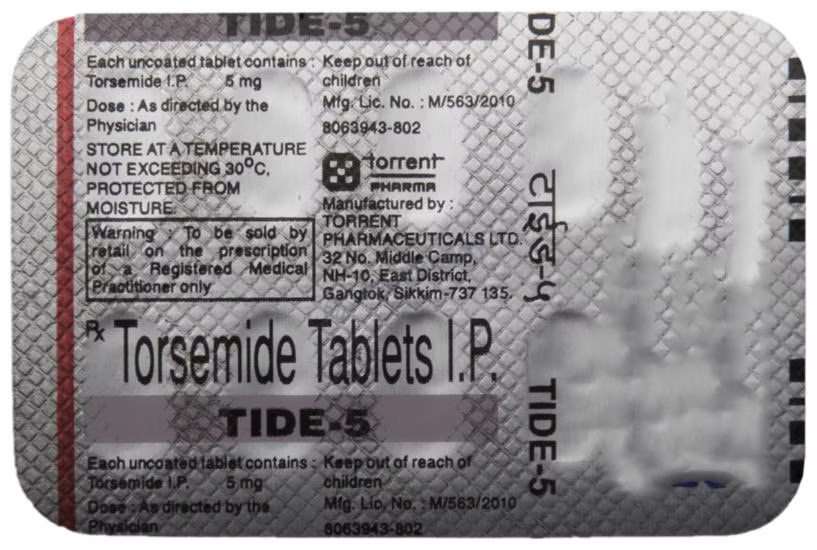 TIDE-5
Each uncoated tablet contains :
Torsemide I.P. 5 mg
Dose : As directed by the
Physician
STORE AT A TEMPERATURE
NOT EXCEEDING 30°C,
PROTECTED FROM
MOISTURE.
Warning : To be sold by
retail on the prescription
of a Registered Medical
Practitioner only
Keep out of reach of
children
Mfg. Lic. No. : M/563/2010
8063943-802
torrent
PHARMA
Manufactured by :
TORRENT
PHARMACEUTICALS LTD.
32 No. Middle Camp,
NH-10, East District,
Gangtok, Sikkim-737 135.
Rx Torsemide Tablets I.P.
TIDE-5
Each uncoated tablet contains :
Torsemide I.P. 5 mg
Dose : As directed by the
Physician
Keep out of reach of
children
Mfg. Lic. No. : M/563/2010
8063943-802
DE-5
टाईड-५
TIDE-5